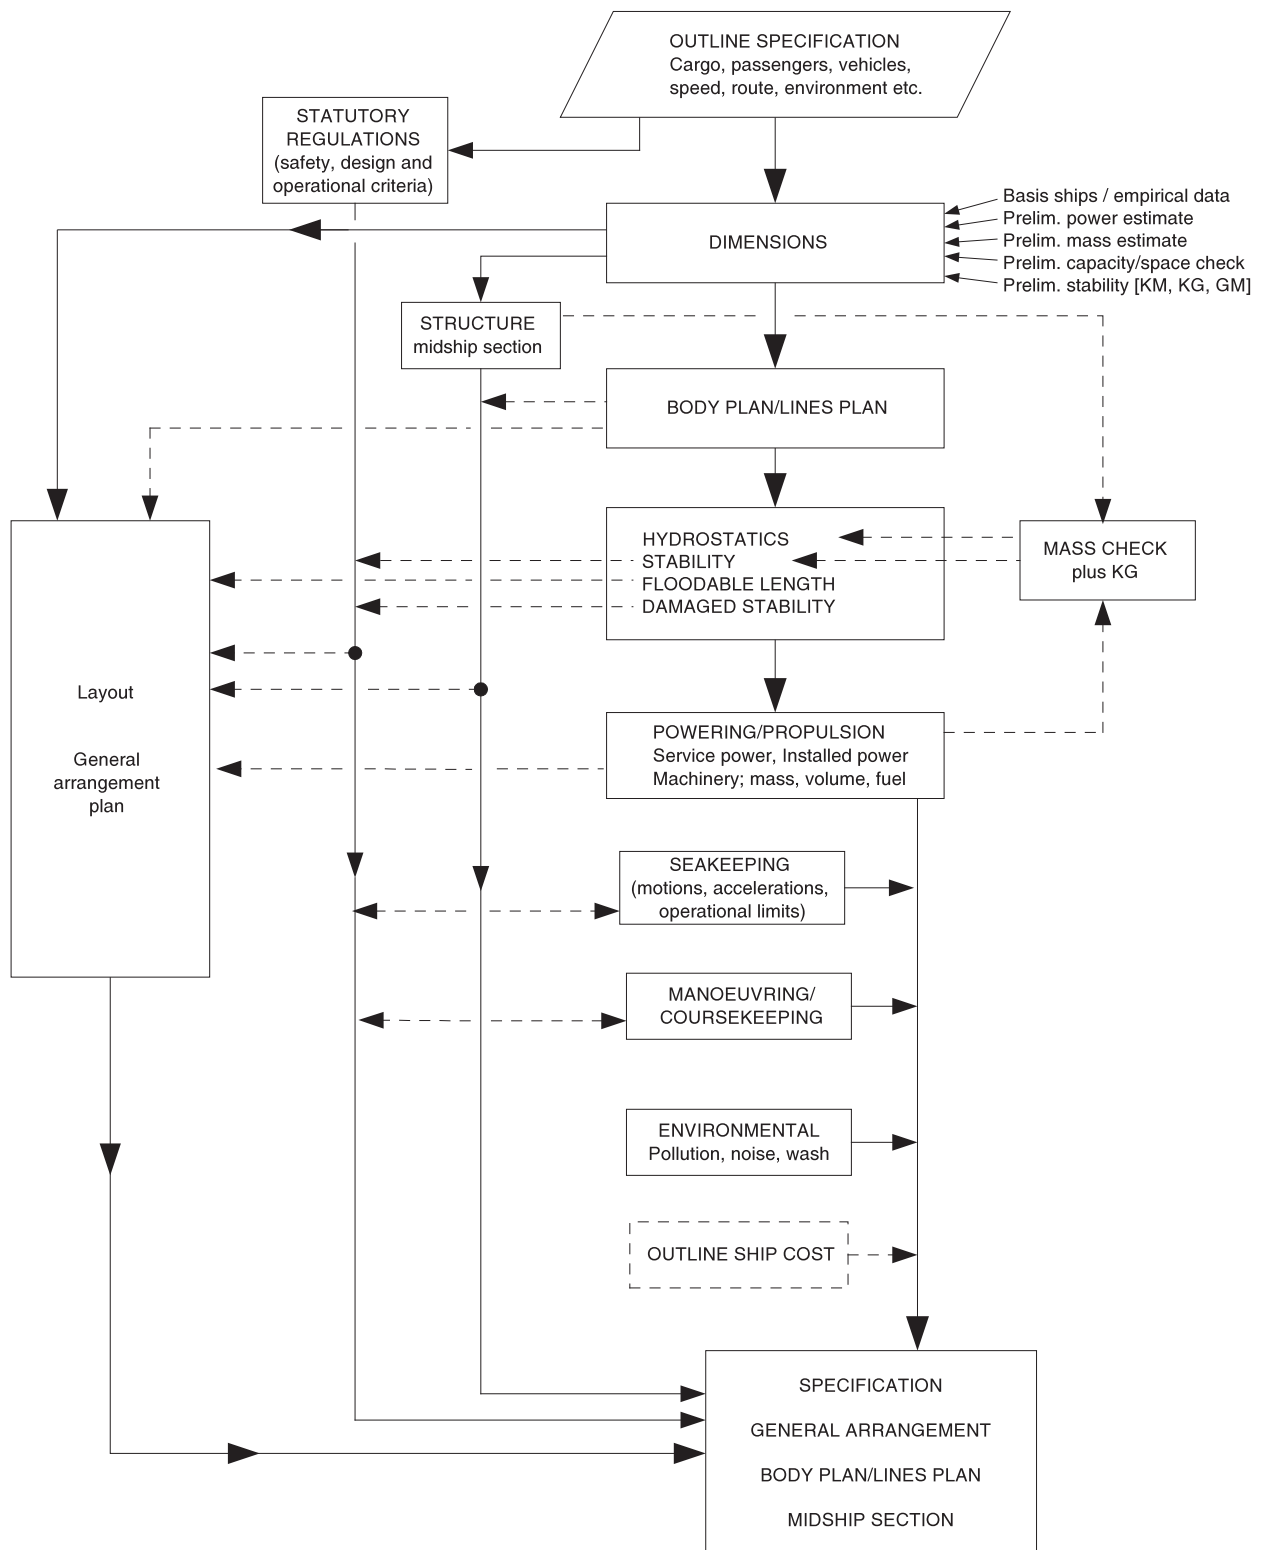 OUTLINE SPECIFICATION
Cargo, passengers, vehicles,
speed, route, environment etc.
STATUTORY
REGULATIONS
(safety, design and
operational criteria)
Basis ships / empirical data
Prelim. power estimate
Prelim. mass estimate
Prelim. capacity/space check
Prelim. stability [KM, KG, GM]
DIMENSIONS
STRUCTURE
midship section
BODY PLAN/LINES PLAN
HYDROSTATICS
STABILITY
FLOODABLE LENGTH
DAMAGED STABILITY
MASS CHECK
plus KG
Layout
General
arrangement
plan
POWERING/PROPULSION
Service power, Installed power
Machinery; mass, volume, fuel
SEAKEEPING
(motions, accelerations,
operational limits)
MANOEUVRING/
COURSEKEEPING
ENVIRONMENTAL
Pollution, noise, wash
OUTLINE SHIP COST
SPECIFICATION
GENERAL ARRANGEMENT
BODY PLAN/LINES PLAN
MIDSHIP SECTION